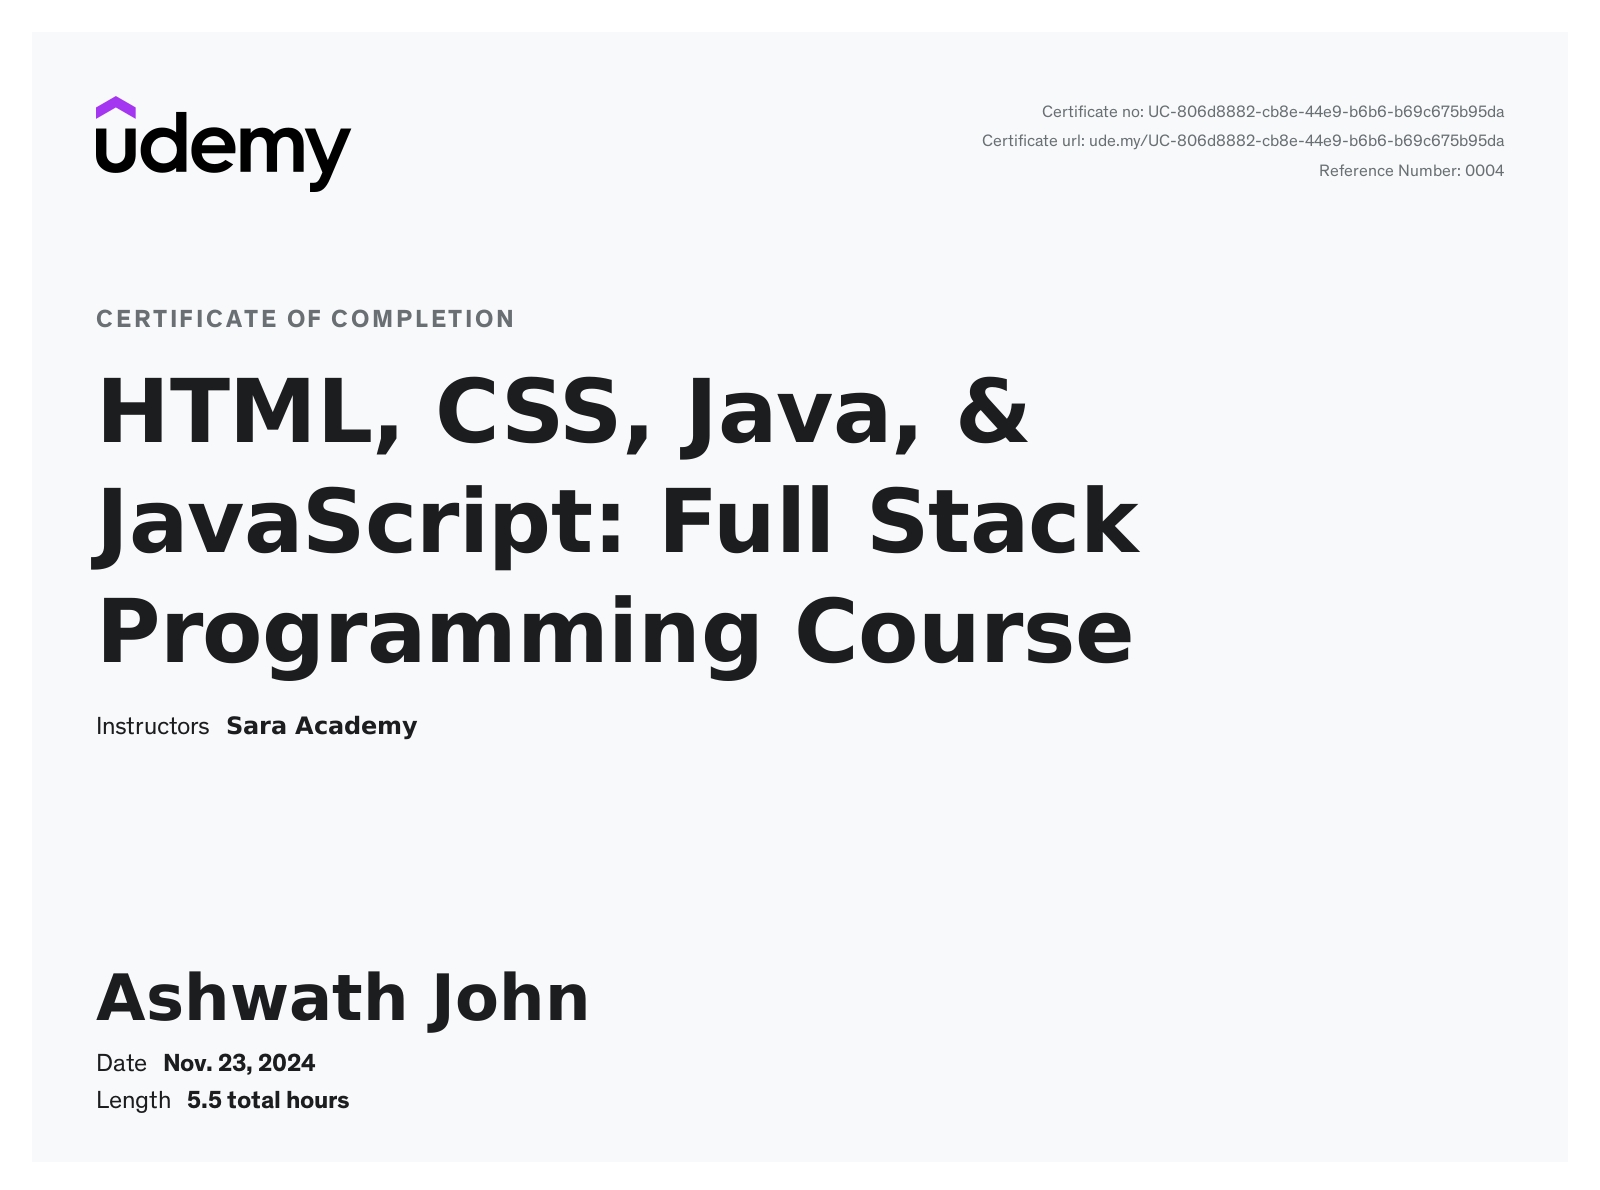 udemy
Certificate no: UC-806d8882-cb8e-44e9-b6b6-b69c675b95da
Certificate url: ude.my/UC-806d8882-cb8e-44e9-b6b6-b69c675b95da
Reference Number: 0004
CERTIFICATE OF COMPLETION
HTML, CSS, Java, &
JavaScript: Full Stack
Programming Course
Instructors Sara Academy
Ashwath John
Date Nov. 23, 2024
Length 5.5 total hours